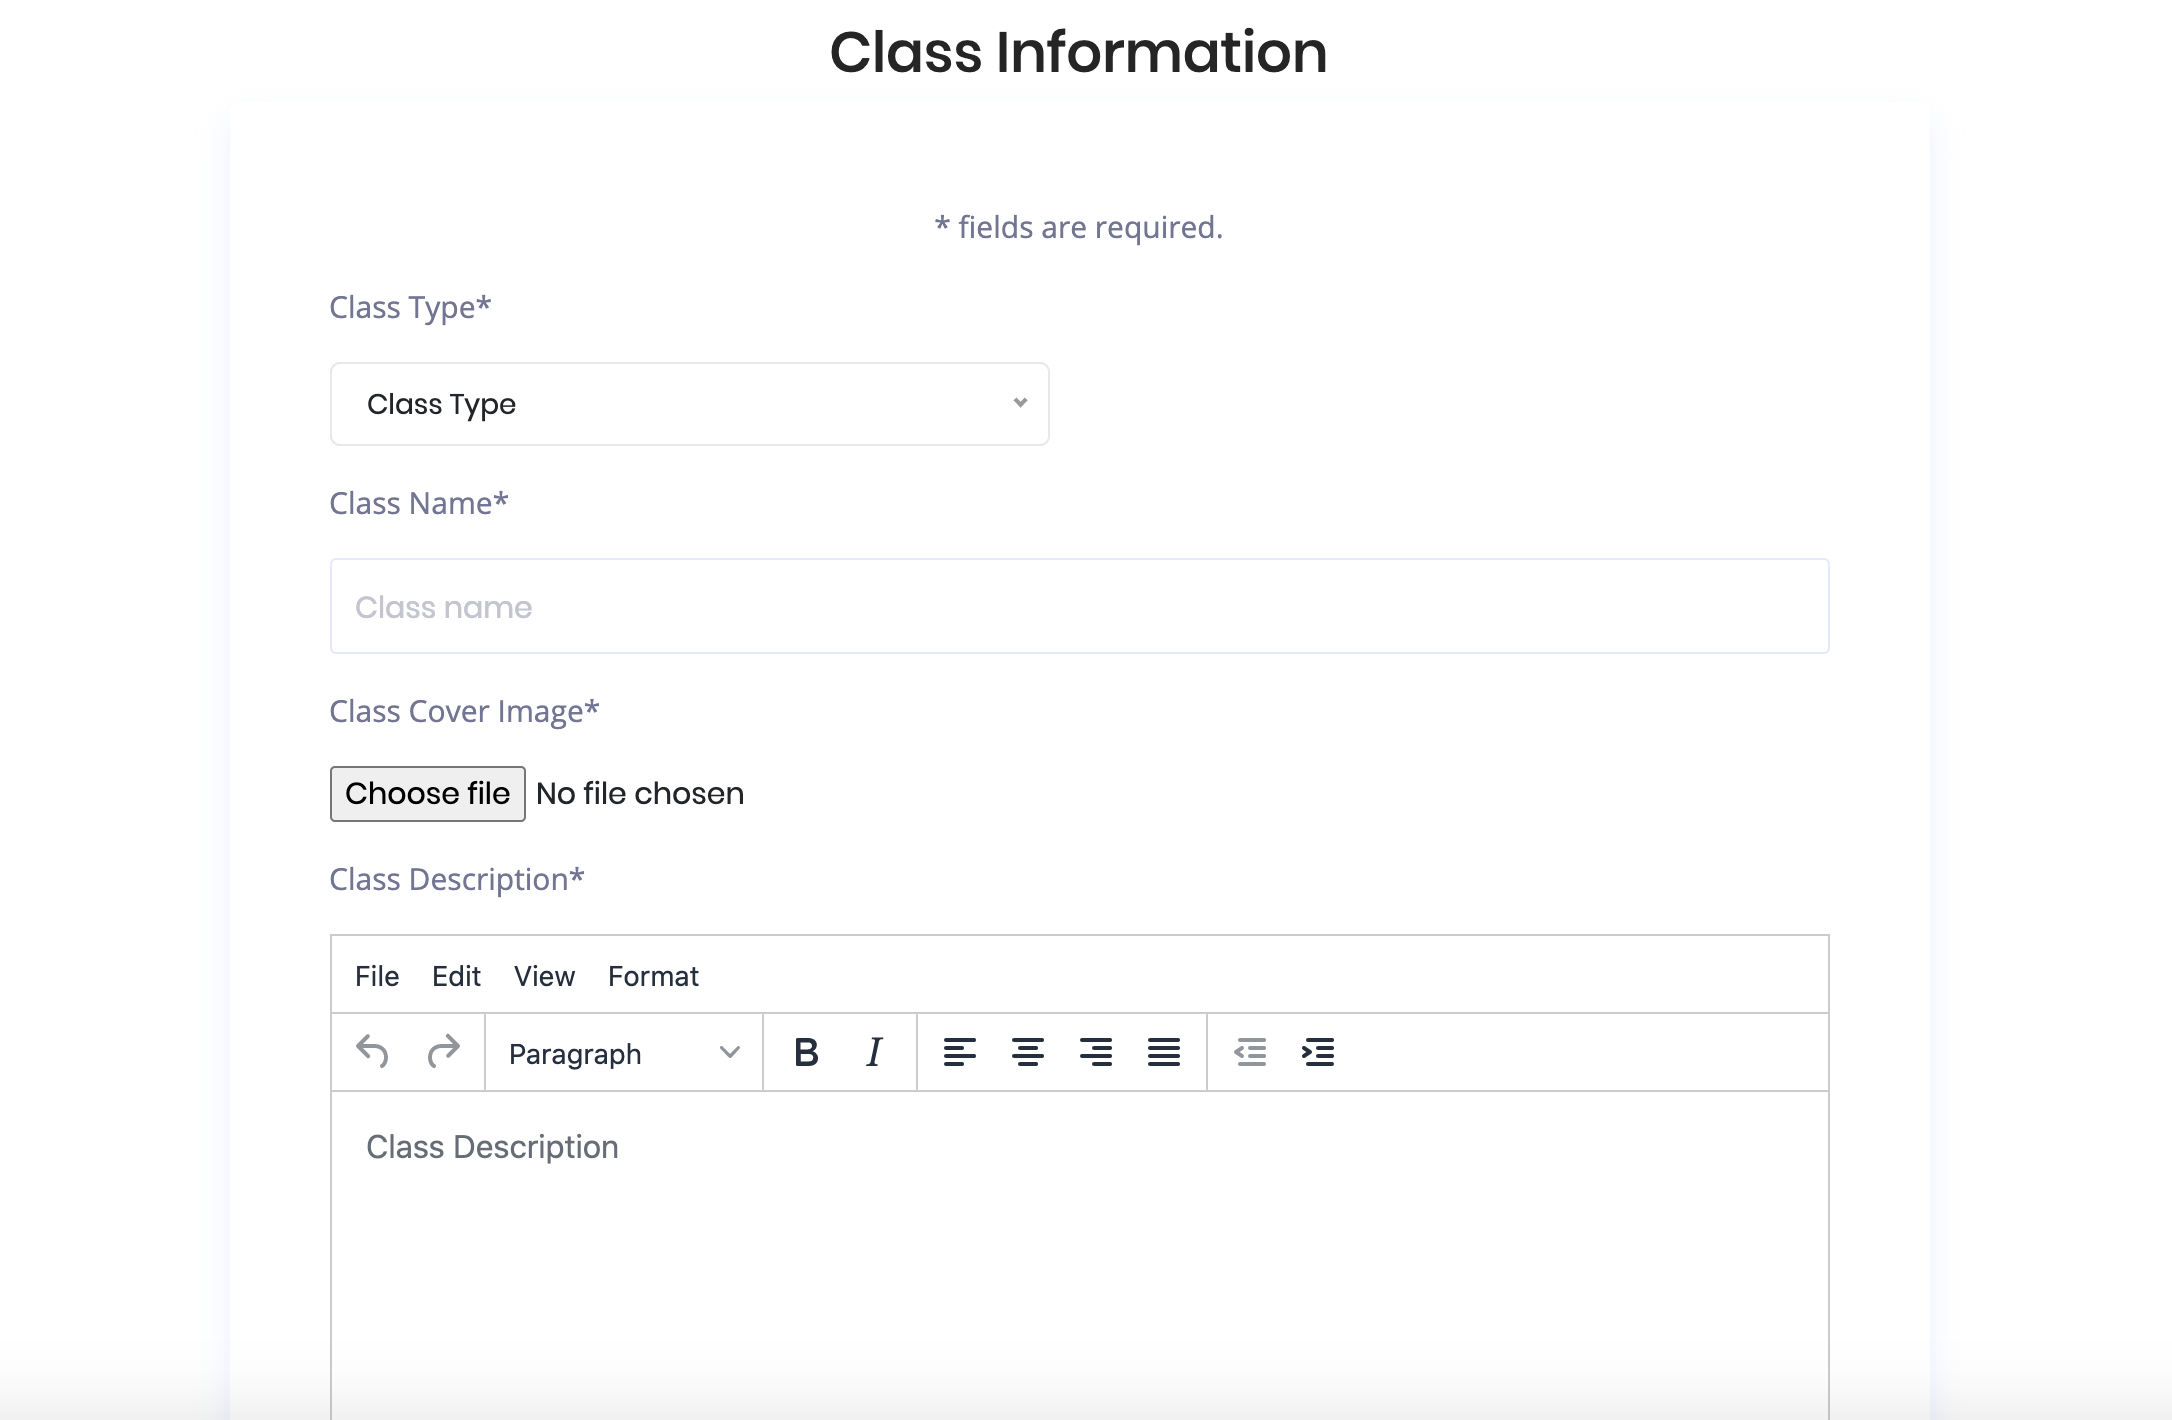 Class Information
* fields are required.
Class Type*
Class Type
Class Name*
Class name
Class Cover Image*
Choose file No file chosen
Class Description*
File Edit View Format
Paragraph B I
Class Description